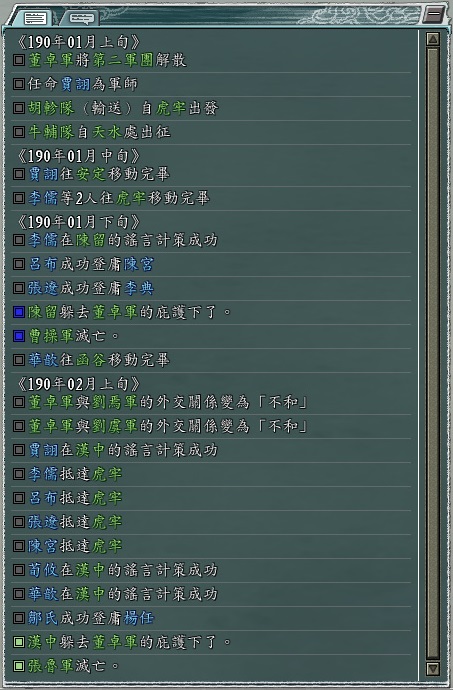 《190年01月上旬》
董卓軍將第二軍團解散
任命賈詡為軍師
胡軫隊（輸送）自虎牢出發
牛輔隊自天水處出征
《190年01月中旬》
賈詡往安定移動完畢
李儒等2人往虎牢移動完畢
《190年01月下旬》
李儒在陳留的謠言計策成功
呂布成功登庸陳宮
張遼成功登庸李典
陳留躲去董卓軍的庇護下了。
曹操軍滅亡。
華歆往函谷移動完畢
《190年02月上旬》
董卓軍與劉焉軍的外交關係變為「不和」
董卓軍與劉虞軍的外交關係變為「不和」
賈詡在漢中的謠言計策成功
李儒抵達虎牢
呂布抵達虎牢
張遼抵達虎牢
陳宮抵達虎牢
荀攸在漢中的謠言計策成功
華歆在漢中的謠言計策成功
鄒氏成功登庸楊任
漢中躲去董卓軍的庇護下了。
張魯軍滅亡。